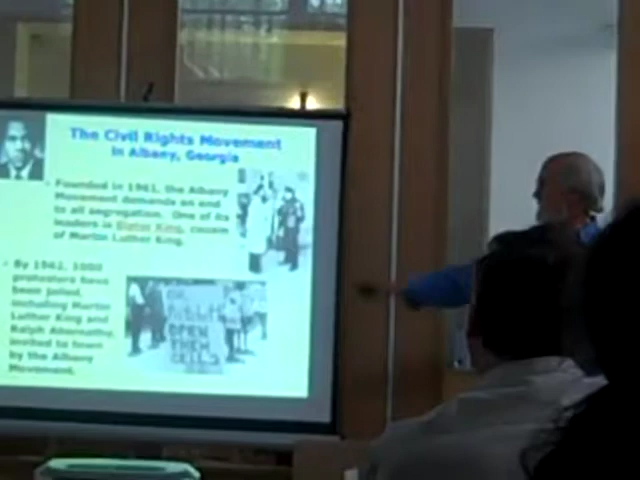 The Civil Rights Movement
in Albany, Georgia
Founded in 1961, the Albany
Movement demands an end
to all segregation. One of its
leaders is Slater King, cousin
of Martin Luther King.
By 1962, 1000
protestors have
been jailed,
including Martin
Luther King and
Ralph Abernathy,
invited to town
by the Albany
Movement.
OPEN